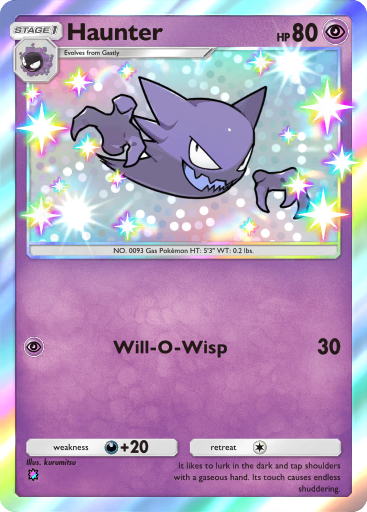 STAGE 1
Haunter
HP 80
Evolves from Gastly
NO. 0093 Gas Pokémon HT: 5'3" WT: 0.2 lbs.
Will-O-Wisp 30
weakness +20
retreat
Illus. kurumitsu
It likes to lurk in the dark and tap shoulders
with a gaseous hand. Its touch causes endless
shuddering.